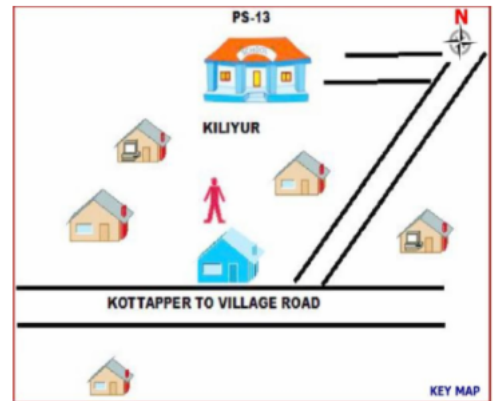 PS-13
N
KILIYUR
KOTTAPPER TO VILLAGE ROAD
KEY MAP